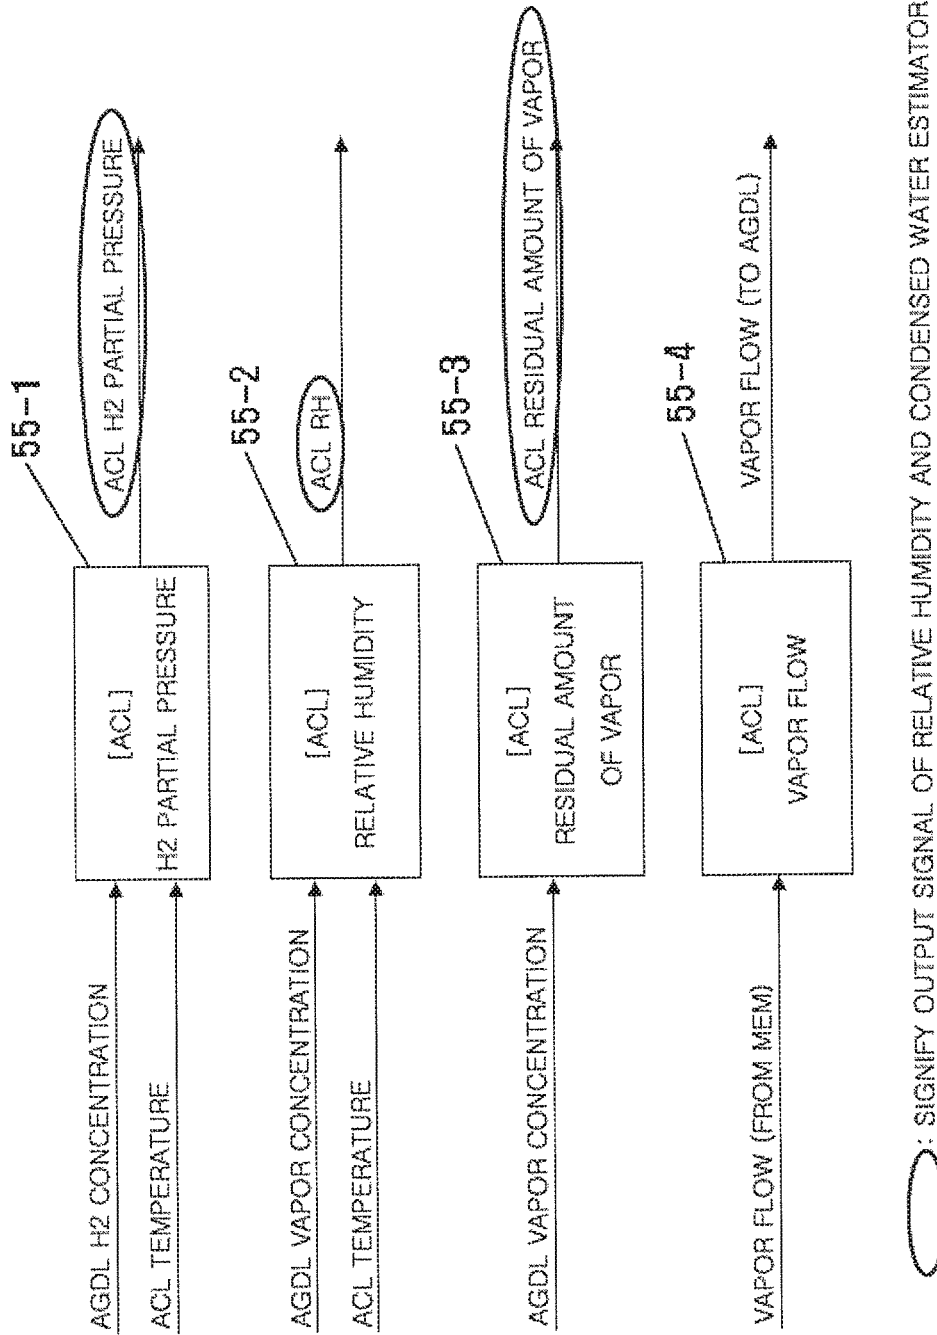 AGDL H2 CONCENTRATION
ACL TEMPERATURE
[ACL]
H2 PARTIAL PRESSURE
55-1
ACL H2 PARTIAL PRESSURE
AGDL VAPOR CONCENTRATION
ACL TEMPERATURE
[ACL]
RELATIVE HUMIDITY
55-2
ACL RH
AGDL VAPOR CONCENTRATION
[ACL]
RESIDUAL AMOUNT
OF VAPOR
55-3
ACL RESIDUAL AMOUNT OF VAPOR
VAPOR FLOW (FROM MEM)
[ACL]
VAPOR FLOW
55-4
VAPOR FLOW (TO AGDL)
: SIGNIFY OUTPUT SIGNAL OF RELATIVE HUMIDITY AND CONDENSED WATER ESTIMATOR